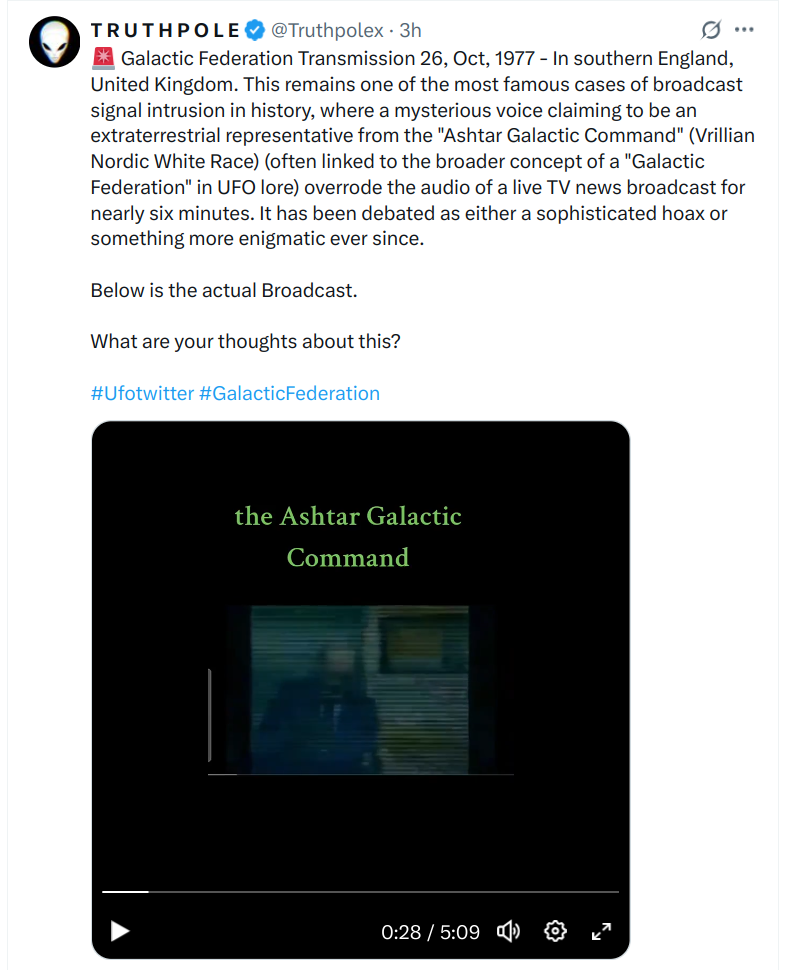 T R U T H P O L E @Truthpolex · 3h
🚨 Galactic Federation Transmission 26, Oct, 1977 - In southern England,
United Kingdom. This remains one of the most famous cases of broadcast
signal intrusion in history, where a mysterious voice claiming to be an
extraterrestrial representative from the "Ashtar Galactic Command" (Vrillian
Nordic White Race) (often linked to the broader concept of a "Galactic
Federation" in UFO lore) overrode the audio of a live TV news broadcast for
nearly six minutes. It has been debated as either a sophisticated hoax or
something more enigmatic ever since.
Below is the actual Broadcast.
What are your thoughts about this?
#Ufotwitter #GalacticFederation
the Ashtar Galactic
Command
0:28 / 5:09